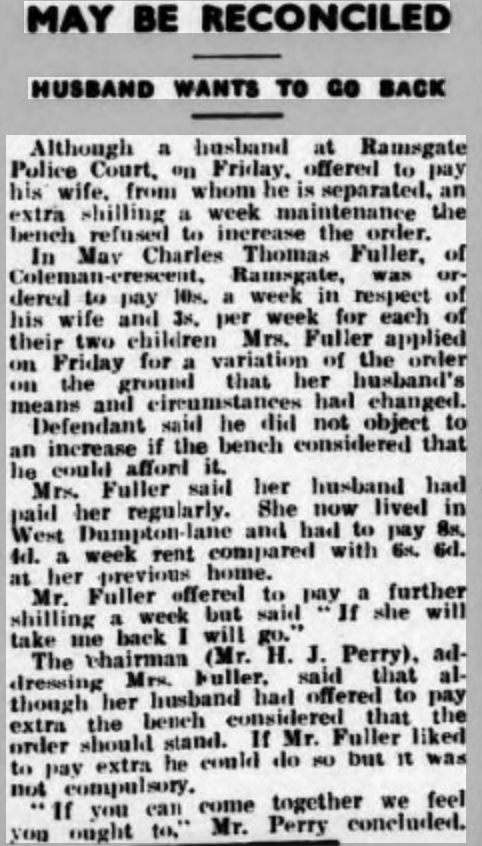 MAY BE RECONCILED
HUSBAND WANTS TO GO BACK
Although a husband at Ramsgate
Police Court, on Friday, offered to pay
his wife, from whom he is separated, an
extra shilling a week maintenance the
bench refused to increase the order.
In May Charles Thomas Fuller, of
Coleman-crescent, Ramsgate, was or-
dered to pay 10s. a week in respect of
his wife and 3s. per week for each of
their two children Mrs. Fuller applied
on Friday for a variation of the order
on the ground that her husband's
means and circumstances had changed.
Defendant said he did not object to
an increase if the bench considered that
he could afford it.
Mrs. Fuller said her husband had
paid her regularly. She now lived in
West Dumpton-lane and had to pay 8s.
4d. a week rent compared with 6s. 6d.
at her previous home.
Mr. Fuller offered to pay a further
shilling a week but said "If she will
take me back I will go."
The chairman (Mr. H. J. Perry), ad-
dressing Mrs. Fuller, said that al-
though her husband had offered to pay
extra the bench considered that the
order should stand. If Mr. Fuller liked
to pay extra he could do so but it was
not compulsory.
"If you can come together we feel
you ought to," Mr. Perry concluded.